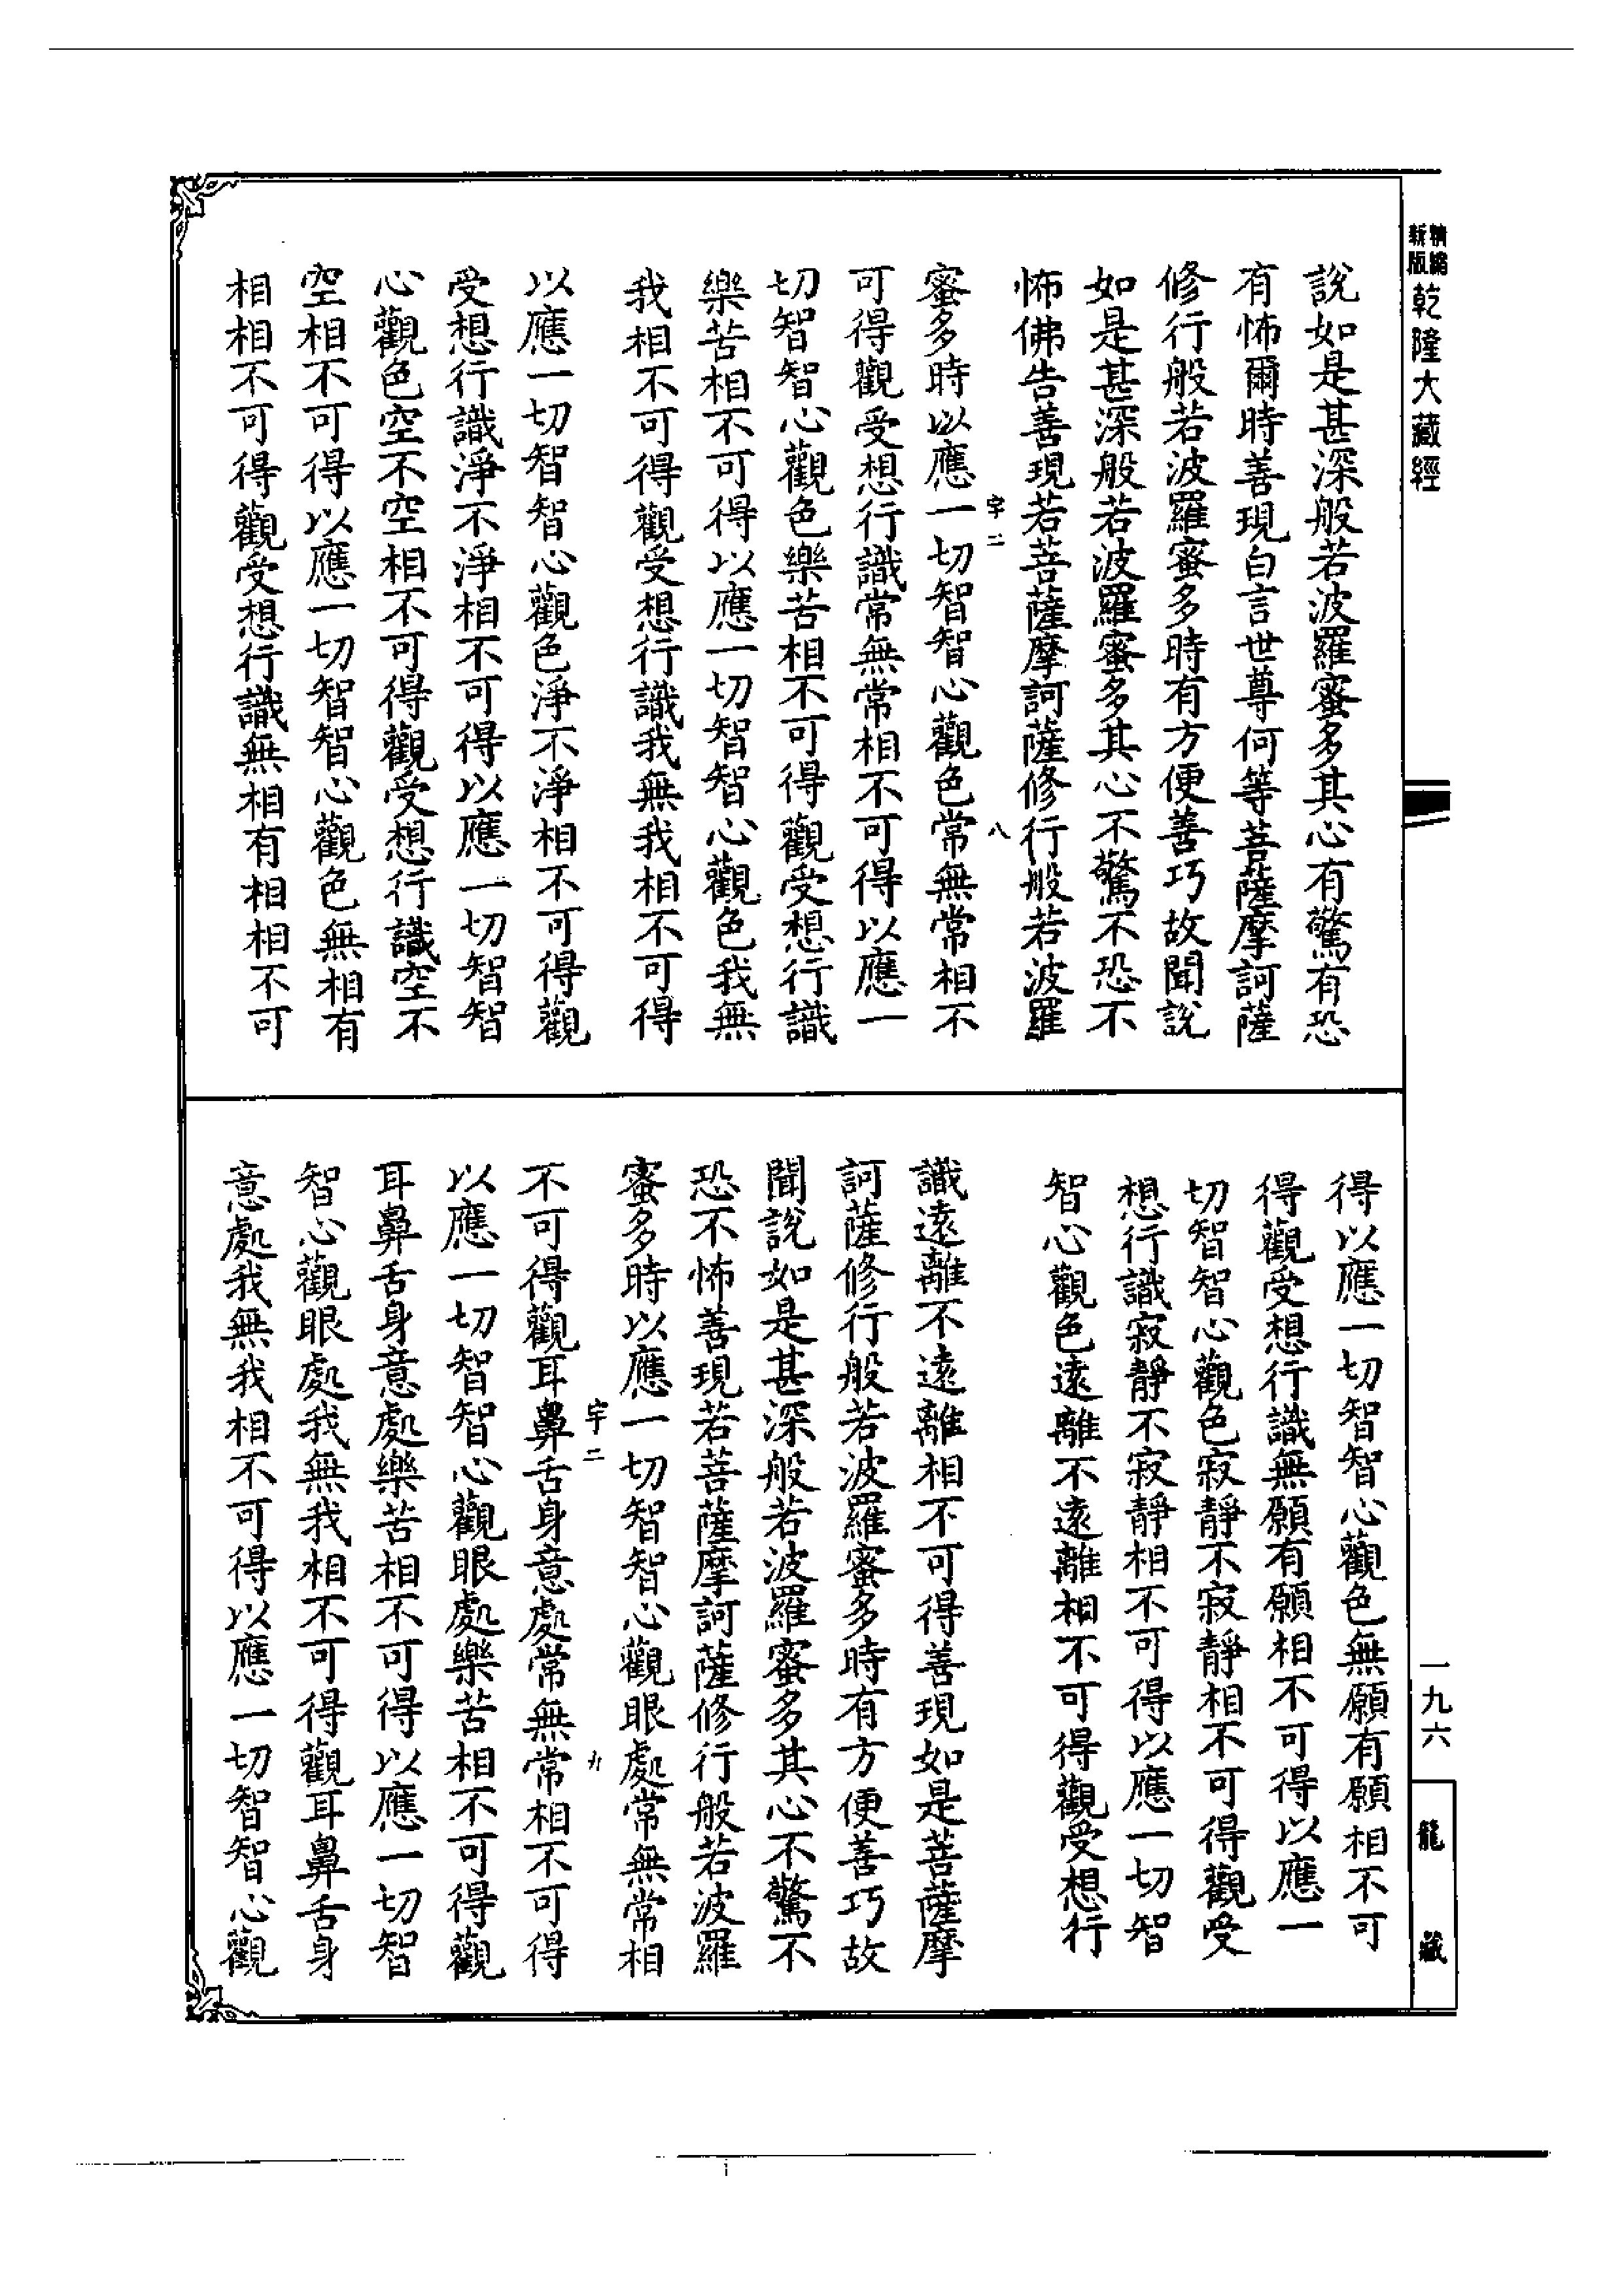 精編
新版
乾隆大藏經
說如是甚深般若波羅蜜多其心有驚有恐
有怖爾時善現白言世尊何等菩薩摩訶薩
修行般若波羅蜜多時有方便善巧故聞說
如是甚深般若波羅蜜多其心不驚不恐不
怖佛告善現若菩薩摩訶薩修行般若波羅
宇二 八
蜜多時以應一切智智心觀色常無常相不
可得觀受想行識常無常相不可得以應一
切智智心觀色樂苦相不可得觀受想行識
樂苦相不可得以應一切智智心觀色我無
我相不可得觀受想行識我無我相不可得
以應一切智智心觀色淨不淨相不可得觀
受想行識淨不淨相不可得以應一切智智
心觀色空不空相不可得觀受想行識空不
空相不可得以應一切智智心觀色無相有
相相不可得觀受想行識無相有相相不可
得以應一切智智心觀色無願有願相不可
得觀受想行識無願有願相不可得以應一
切智智心觀色寂靜不寂靜相不可得觀受
想行識寂靜不寂靜相不可得以應一切智
智心觀色遠離不遠離相不可得觀受想行
識遠離不遠離相不可得善現如是菩薩摩
訶薩修行般若波羅蜜多時有方便善巧故
聞說如是甚深般若波羅蜜多其心不驚不
恐不怖善現若菩薩摩訶薩修行般若波羅
蜜多時以應一切智智心觀眼處常無常相
宇二 九
不可得觀耳鼻舌身意處常無常相不可得
以應一切智智心觀眼處樂苦相不可得觀
耳鼻舌身意處樂苦相不可得以應一切智
智心觀眼處我無我相不可得觀耳鼻舌身
意處我無我相不可得以應一切智智心觀
一九六
龍藏